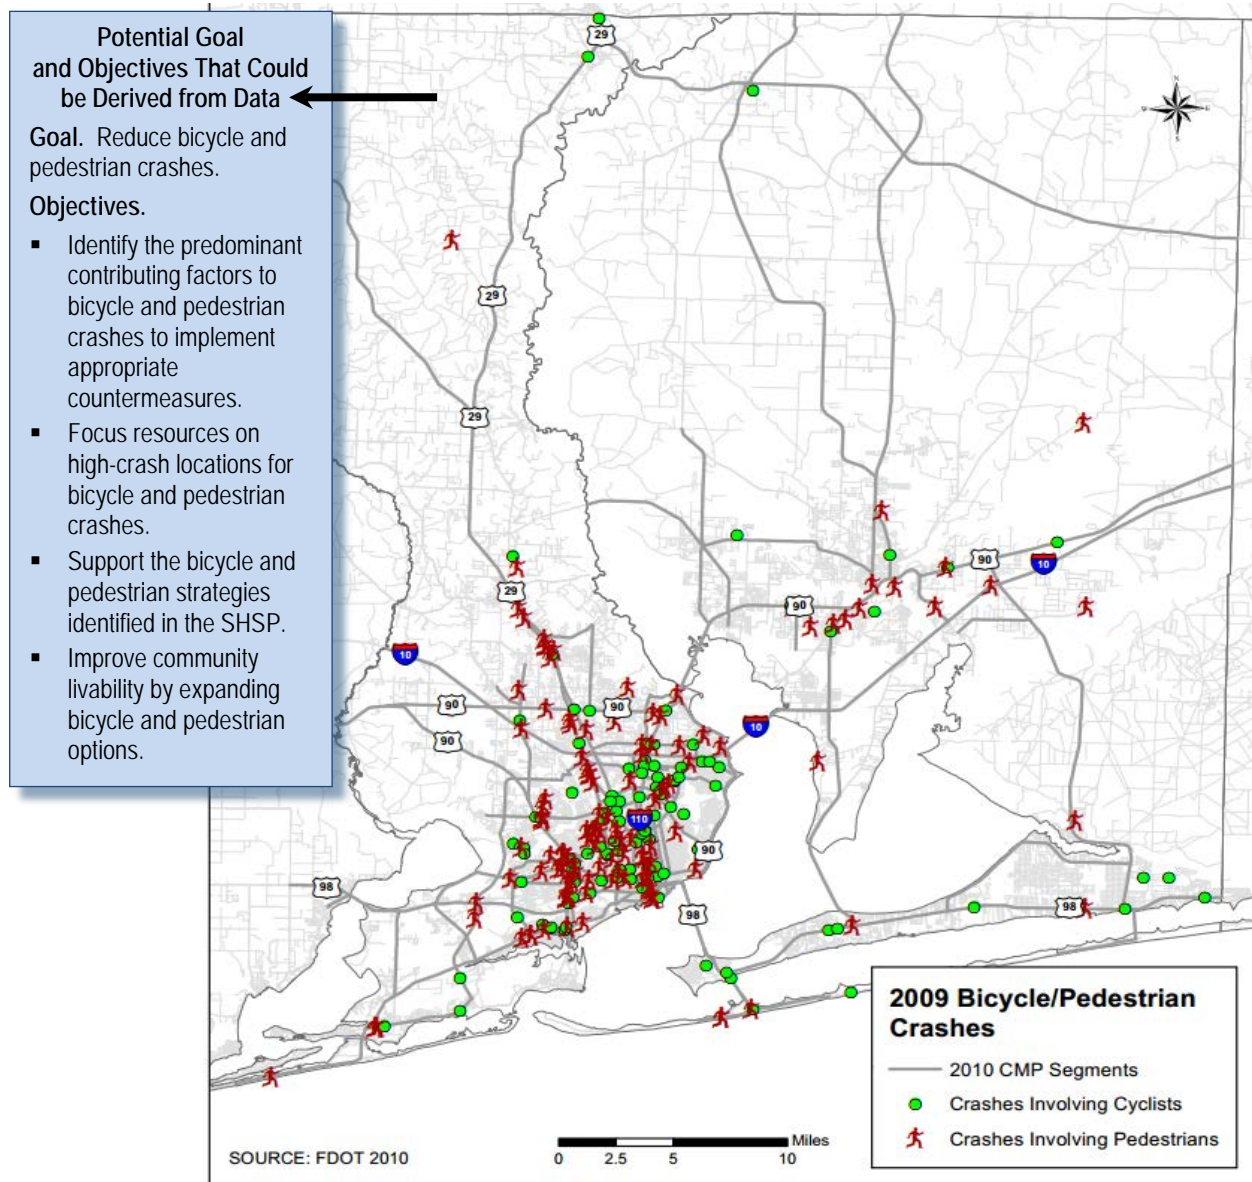 Potential Goal
and Objectives That Could
be Derived from Data
Goal. Reduce bicycle and
pedestrian crashes.
Objectives.
▪ Identify the predominant
contributing factors to
bicycle and pedestrian
crashes to implement
appropriate
countermeasures.
▪ Focus resources on
high-crash locations for
bicycle and pedestrian
crashes.
▪ Support the bicycle and
pedestrian strategies
identified in the SHSP.
▪ Improve community
livability by expanding
bicycle and pedestrian
options.
29
N
29
29
90
10
29
90
10
90
90
90
10
110
90
98
98
98
2009 Bicycle/Pedestrian
Crashes
2010 CMP Segments
Crashes Involving Cyclists
Crashes Involving Pedestrians
SOURCE: FDOT 2010
Miles
0 2.5 5 10